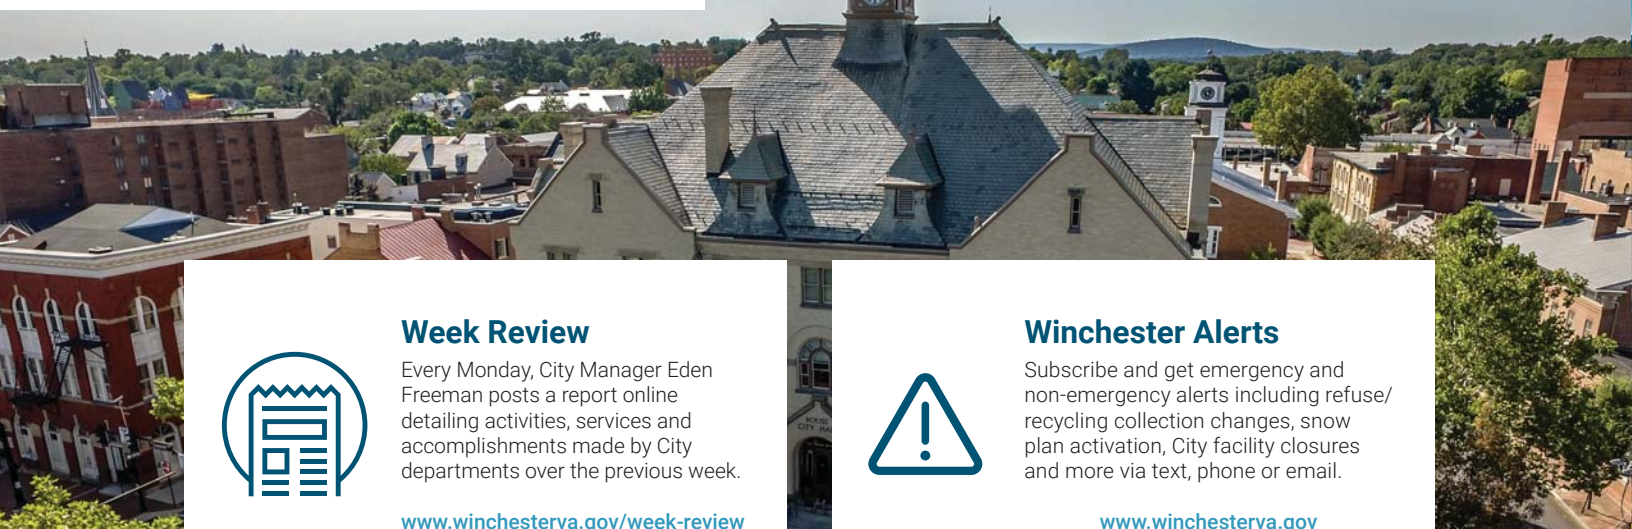 Week Review
Every Monday, City Manager Eden
Freeman posts a report online
detailing activities, services and
accomplishments made by City
departments over the previous week.
www.winchesterva.gov/week-review
Winchester Alerts
Subscribe and get emergency and
non-emergency alerts including refuse/
recycling collection changes, snow
plan activation, City facility closures
and more via text, phone or email.
www.winchesterva.gov